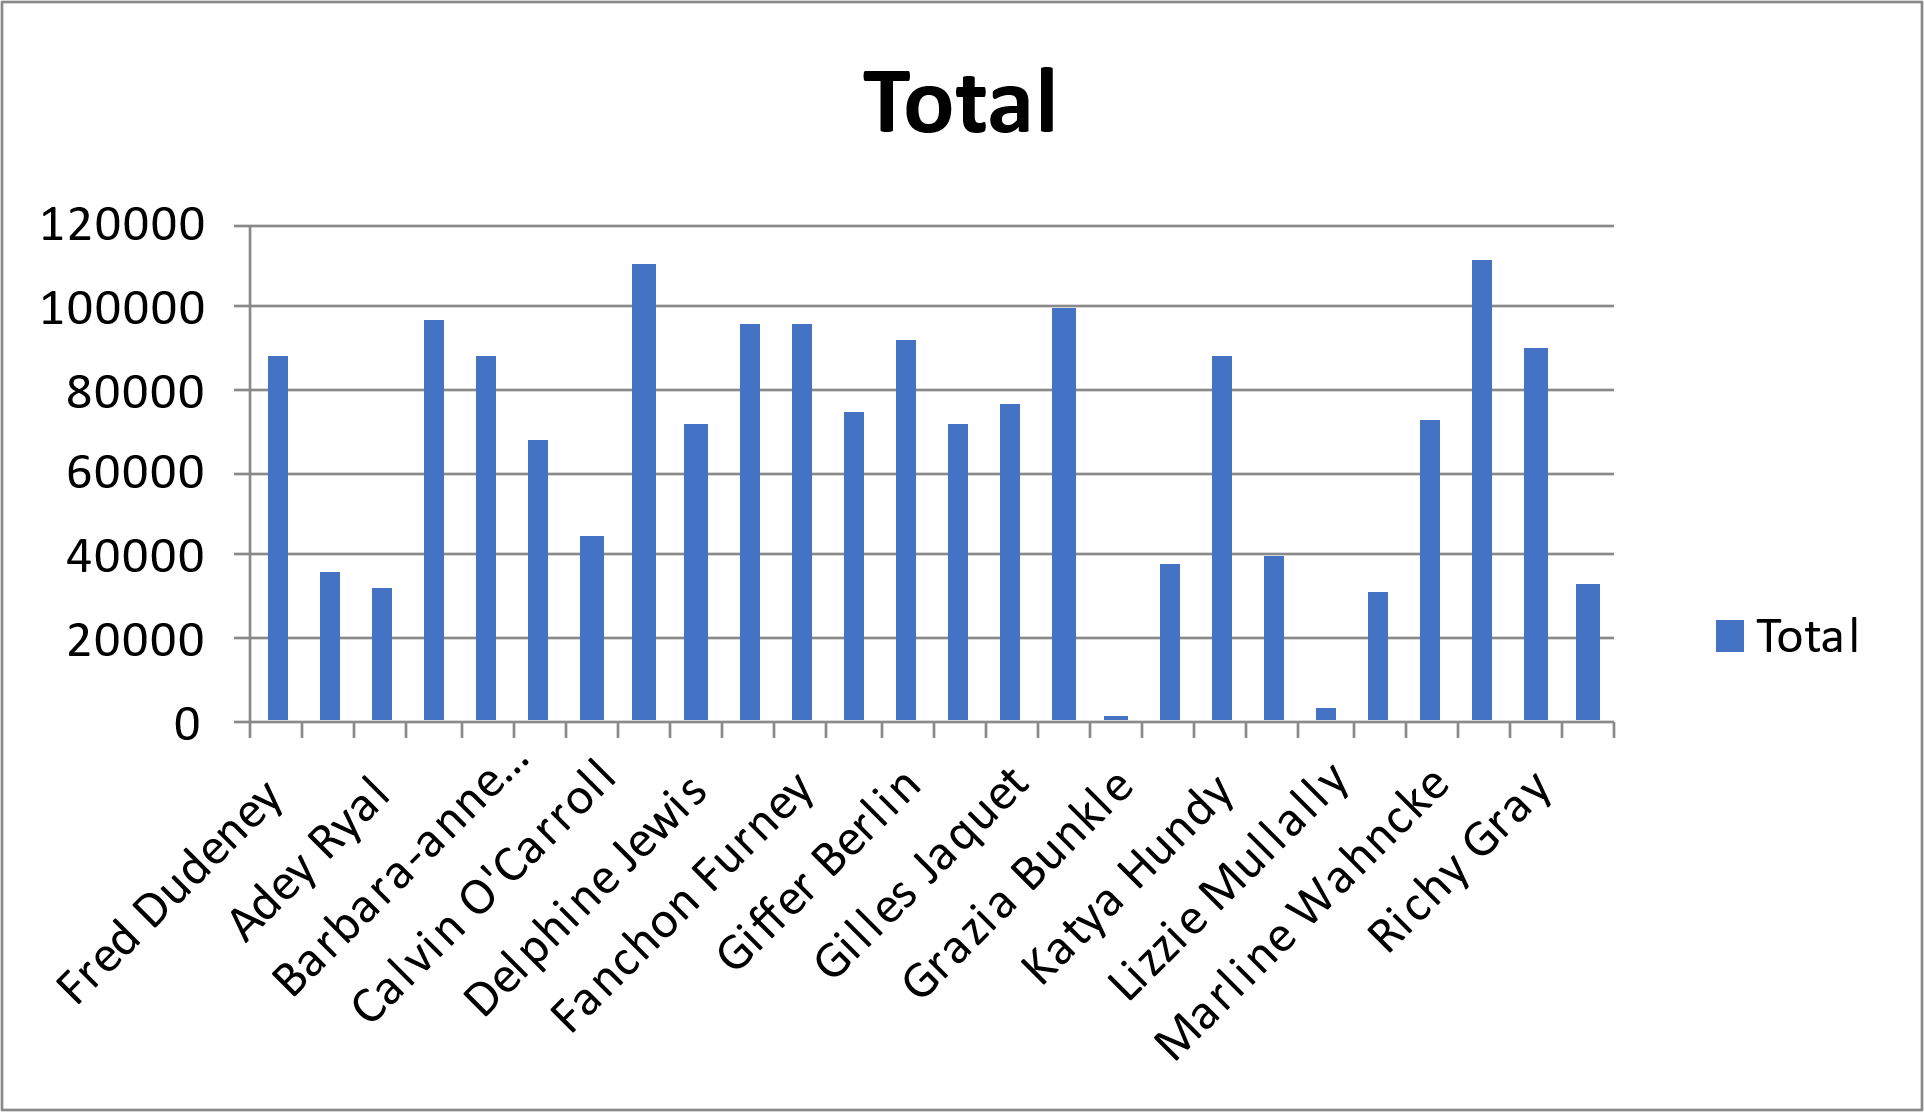 Total
120000
100000
80000
60000
40000
20000
0
Total
Fred Dudeney
Adey Ryal
Barbara-anne...
Calvin O'Carroll
Delphine Jewis
Fanchon Furney
Giffer Berlin
Gilles Jaquet
Grazia Bunkle
Katya Hundy
Lizzie Mullally
Marline Wahncke
Richy Gray